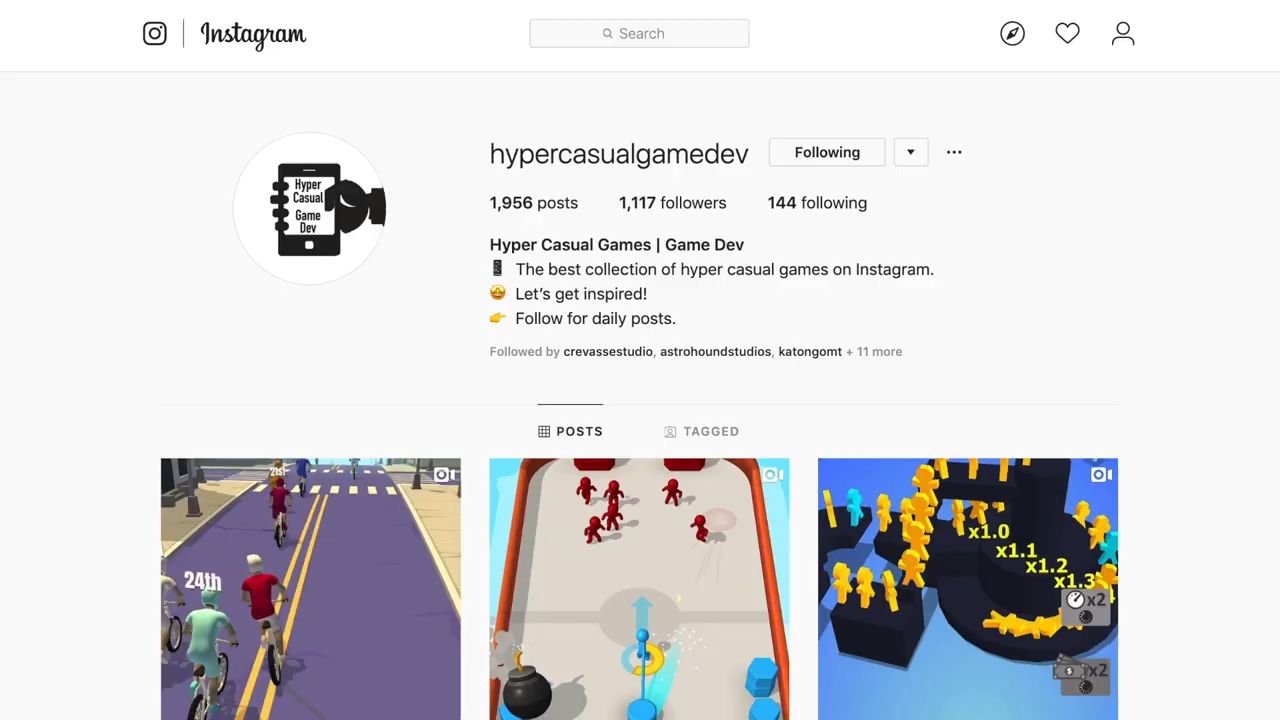 Instagram
Search
Hyper
Casual
Game
Dev
hypercasualgamedev
Following
1,956 posts
1,117 followers
144 following
Hyper Casual Games | Game Dev
The best collection of hyper casual games on Instagram.
Let's get inspired!
Follow for daily posts.
Followed by crevassestudio, astrohoundstudios, katongomt + 11 more
POSTS
TAGGED
21st
24th
x1.0
x1.1
x1.2
x1.3
x2
x2